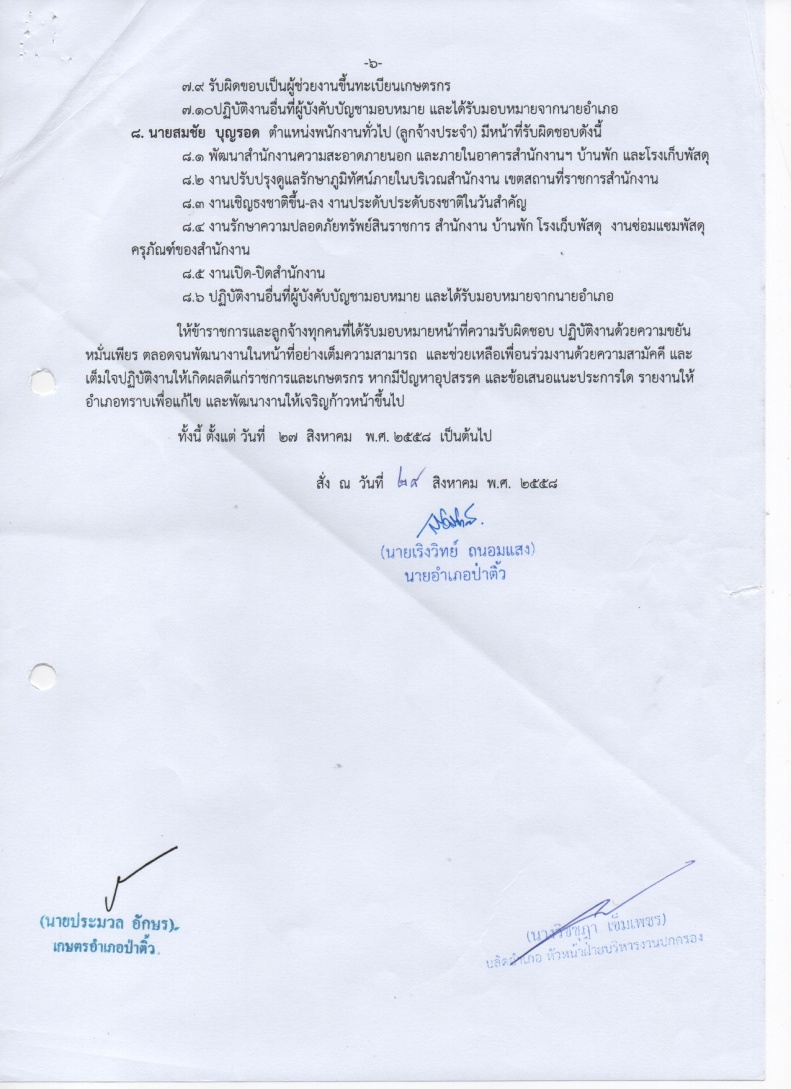 -๖-
๗.๙ รับผิดชอบเป็นผู้ช่วยงานขึ้นทะเบียนเกษตรกร
๗.๑๐ปฏิบัติงานอื่นที่ผู้บังคับบัญชามอบหมาย และได้รับมอบหมายจากนายอำเภอ
๘. นายสมชัย บุญรอด ตำแหน่งพนักงานทั่วไป (ลูกจ้างประจำ) มีหน้าที่รับผิดชอบดังนี้
๘.๑ พัฒนาสำนักงานความสะอาดภายนอก และภายในอาคารสำนักงานฯ บ้านพัก และโรงเก็บพัสดุ
๘.๒ งานปรับปรุงดูแลรักษาภูมิทัศน์ภายในบริเวณสำนักงาน เขตสถานที่ราชการสำนักงาน
๘.๓ งานเชิญธงชาติขึ้น-ลง งานประดับประดับธงชาติในวันสำคัญ
๘.๔ งานรักษาความปลอดภัยทรัพย์สินราชการ สำนักงาน บ้านพัก โรงเว็บพัสดุ งานซ่อมแซมพัสดุ
ครุภัณฑ์ของสำนักงาน
๘.๕ งานเปิด-ปิดสำนักงาน
๘.๖ ปฏิบัติงานอื่นที่ผู้บังคับบัญชามอบหมาย และได้รับมอบหมายจากนายอำเภอ
ให้ข้าราชการและลูกจ้างทุกคนที่ได้รับมอบหมายหน้าที่ความรับผิดชอบ ปฏิบัติงานด้วยความขยัน
หมั่นเพียร ตลอดจนพัฒนางานในหน้าที่อย่างเต็มความสามารถ และช่วยเหลือเพื่อนร่วมงานด้วยความสามัคคี และ
เต็มใจปฏิบัติงานให้เกิดผลดีแก่ราชการและเกษตรกร หากมีปัญหาอุปสรรค และข้อเสนอแนะประการใด รายงานให้
อำเภอทราบเพื่อแก้ไข และพัฒนางานให้เจริญก้าวหน้าขึ้นไป
ทั้งนี้ ตั้งแต่ วันที่ ๒๗ สิงหาคม พ.ศ. ๒๕๕๘ เป็นต้นไป
สั่ง ณ วันที่ ๒๙ สิงหาคม พ.ศ. ๒๕๕๘
(นายเริงวิทย์ ถนอมแสง)
นายอำเภอป่าติ้ว
(นายประมวล อักษร)
เกษตรอำเภอป่าติ้ว
เข็มเพชร)
ปลัดอำเภอ หัวหน้าฝ่ายบริหารงานปกครอง